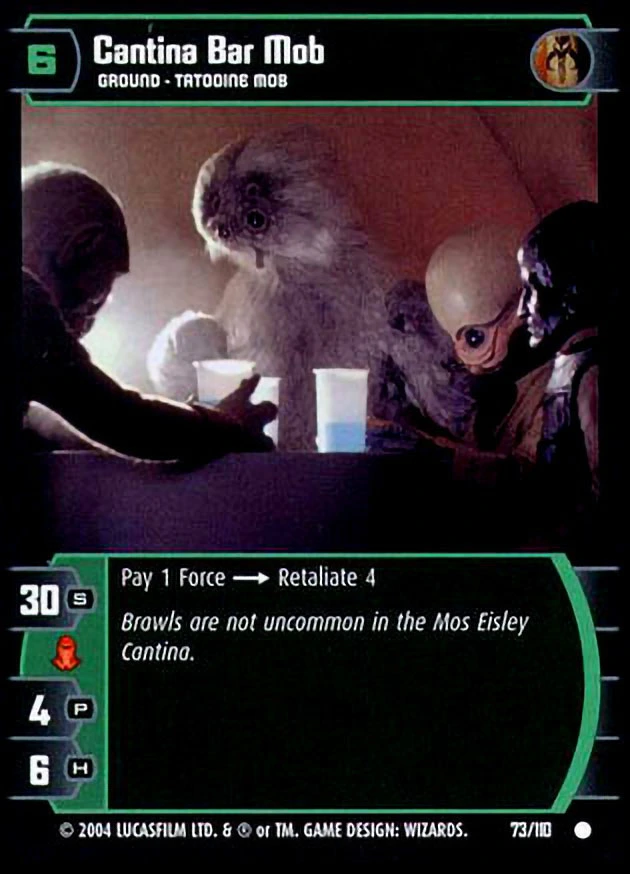 6
Cantina Bar Mob
GROUND - TATOOINE MOB
Pay 1 Force → Retaliate 4
30 S
Brawls are not uncommon in the Mos Eisley
Cantina.
4 P
6 H
© 2004 LUCASFILM LTD. & ® or TM. GAME DESIGN: WIZARDS. 73/110